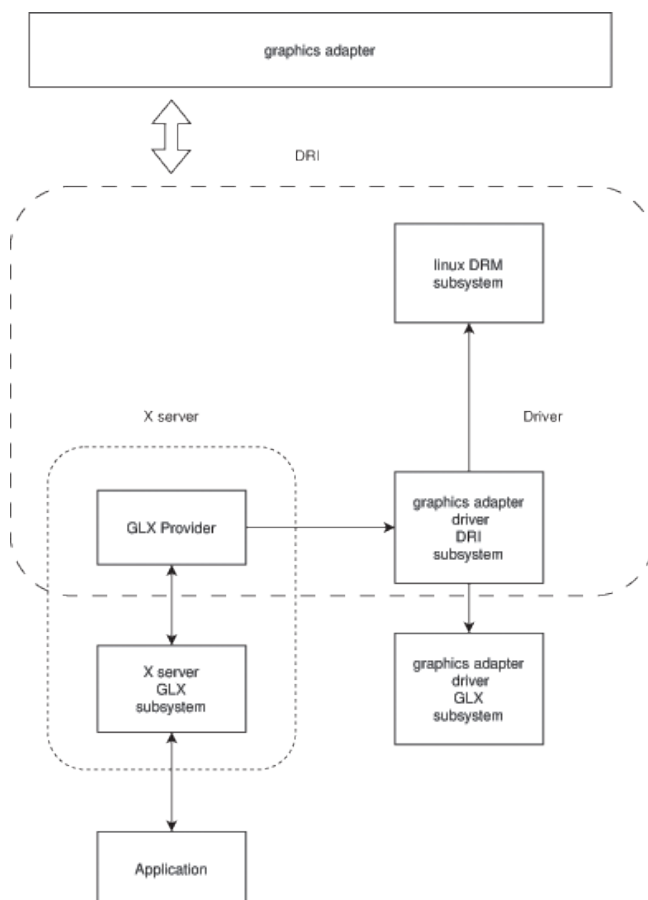 graphics adapter
DRI
linux DRM
subsystem
X server
Driver
GLX Provider
graphics adapter
driver
DRI
subsystem
X server
GLX
subsystem
graphics adapter
driver
GLX
subsystem
Application